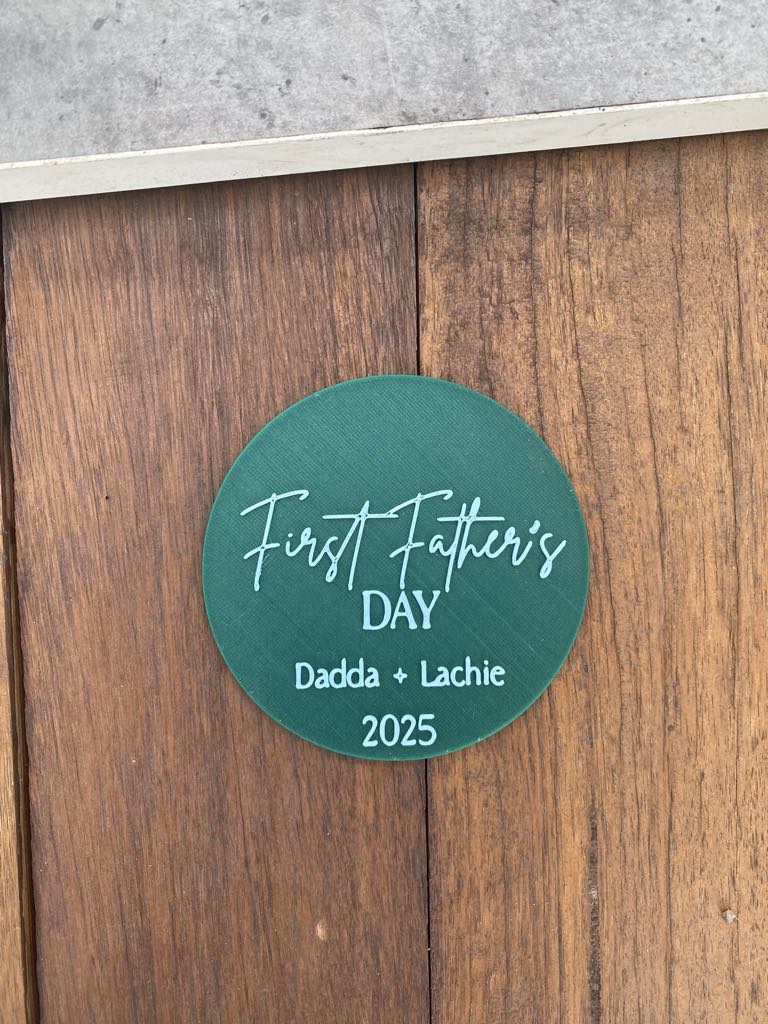 First Father's
DAY
Dadda + Lachie
2025